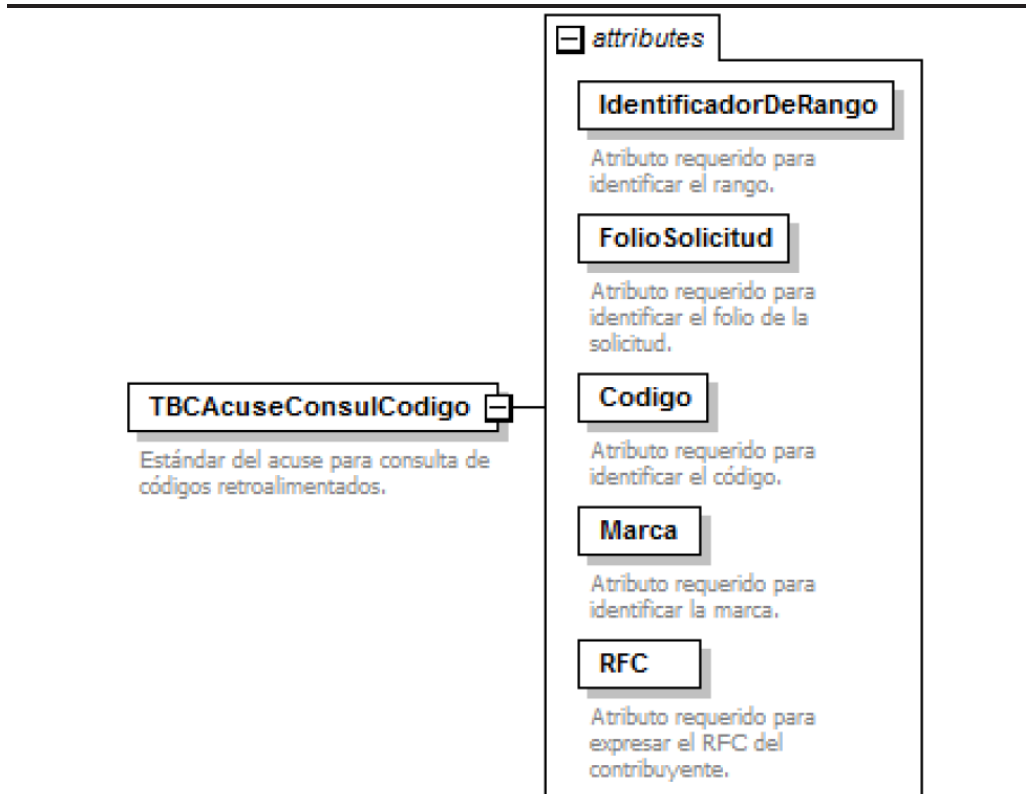 attributes
IdentificadorDeRango
Atributo requerido para
identificar el rango.
FolioSolicitud
Atributo requerido para
identificar el folio de la
solicitud.
TBCAcuseConsulCodigo
Estándar del acuse para consulta de
códigos retroalimentados.
Codigo
Atributo requerido para
identificar el código.
Marca
Atributo requerido para
identificar la marca.
RFC
Atributo requerido para
expresar el RFC del
contribuyente.